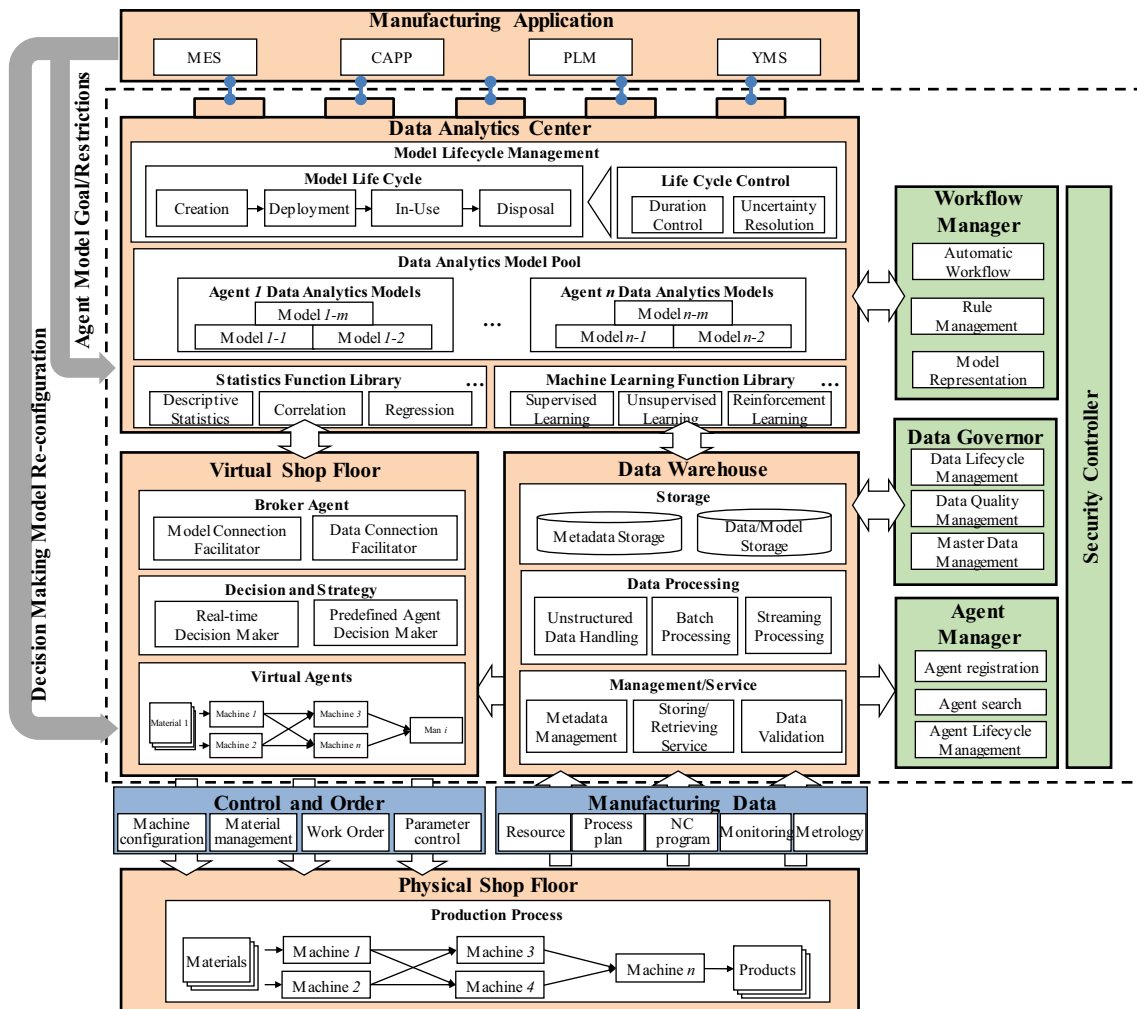 Manufacturing Application
MES
CAPP
PLM
YMS
Decision Making Model Re-configuration
Agent Model Goal/Restrictions
Data Analytics Center
Model Lifecycle Management
Model Life Cycle
Creation
Deployment
In-Use
Disposal
Life Cycle Control
Duration
Control
Uncertainty
Resolution
Data Analytics Model Pool
Agent 1 Data Analytics Models
Model 1-m
Model 1-1
Model 1-2
...
Agent n Data Analytics Models
Model n-m
Model n-1
Model n-2
Statistics Function Library
...
Descriptive
Statistics
Correlation
Regression
Machine Learning Function Library
...
Supervised
Learning
Unsupervised
Learning
Reinforcement
Learning
Workflow
Manager
Automatic
Workflow
Rule
Management
Model
Representation
Data Governor
Data Lifecycle
Management
Data Quality
Management
Master Data
Management
Agent
Manager
Agent registration
Agent search
Agent Lifecycle
Management
Security Controller
Virtual Shop Floor
Broker Agent
Model Connection
Facilitator
Data Connection
Facilitator
Decision and Strategy
Real-time
Decision Maker
Predefined Agent
Decision Maker
Virtual Agents
Material 1
Machine 1
Machine 2
Machine 3
Machine n
Man i
Data Warehouse
Storage
Metadata Storage
Data/Model
Storage
Data Processing
Unstructured
Data Handling
Batch
Processing
Streaming
Processing
Management/Service
Metadata
Management
Storing/
Retrieving
Service
Data
Validation
Control and Order
Machine
configuration
Material
management
Work Order
Parameter
control
Manufacturing Data
Resource
Process
plan
NC
program
Monitoring
Metrology
Physical Shop Floor
Production Process
Materials
Machine 1
Machine 2
Machine 3
Machine 4
Machine n
Products